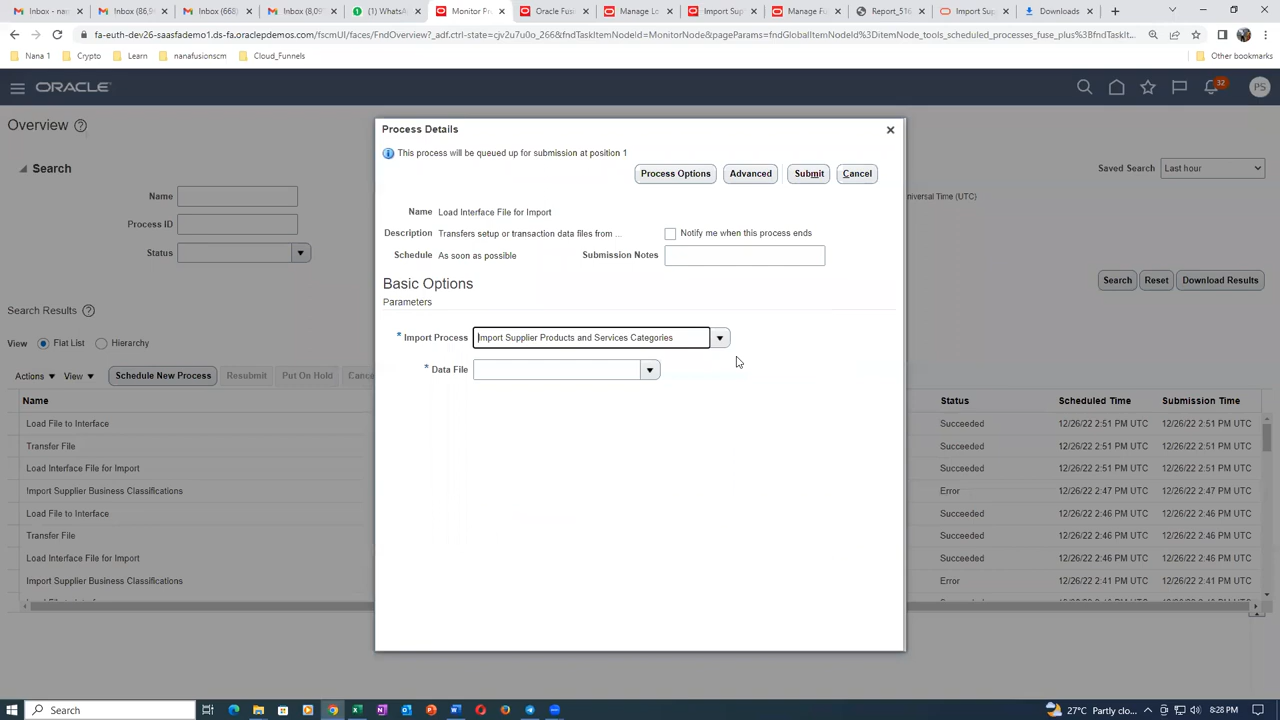 Inbox - nan
Inbox (86,9
Inbox (668)
Inbox (8,09
(1) WhatsA
Monitor Pr
Oracle Fusi
Manage Lo
Import Supp
Manage Fu
Report_516
Import Sup
Downloads
fa-euth-dev26-saasfademo1.ds-fa.oraclepdemos.com/fscmUI/faces/FndOverview?_adf.ctrl-state=cjv2u7u0o_266&fndTaskItemNodeId=MonitorNode&pageParams=fndGlobalItemNodeId%3DitemNode_tools_scheduled_processes_fuse_plus%3BfndTaskItemN...
Nana 1
Crypto
Learn
nanafusionscm
Cloud_Funnels
Other bookmarks
ORACLE
32
PS
Overview
Search
Name
Process ID
Status
Saved Search
Last hour
niversal Time (UTC)
Search
Reset
Download Results
Search Results
View
Flat List
Hierarchy
Actions
View
Schedule New Process
Resubmit
Put On Hold
Cance
Name
Status
Scheduled Time
Submission Time
Load File to Interface
Succeeded
12/26/22 2:51 PM UTC
12/26/22 2:51 PM UTC
Transfer File
Succeeded
12/26/22 2:51 PM UTC
12/26/22 2:51 PM UTC
Load Interface File for Import
Succeeded
12/26/22 2:51 PM UTC
12/26/22 2:51 PM UTC
Import Supplier Business Classifications
Error
12/26/22 2:47 PM UTC
12/26/22 2:47 PM UTC
Load File to Interface
Succeeded
12/26/22 2:46 PM UTC
12/26/22 2:46 PM UTC
Transfer File
Succeeded
12/26/22 2:46 PM UTC
12/26/22 2:46 PM UTC
Load Interface File for Import
Succeeded
12/26/22 2:46 PM UTC
12/26/22 2:46 PM UTC
Import Supplier Business Classifications
Error
12/26/22 2:41 PM UTC
12/26/22 2:41 PM UTC
Process Details
This process will be queued up for submission at position 1
Process Options
Advanced
Submit
Cancel
Name
Load Interface File for Import
Description
Transfers setup or transaction data files from ...
Notify me when this process ends
Schedule
As soon as possible
Submission Notes
Basic Options
Parameters
* Import Process
Import Supplier Products and Services Categories
* Data File
Search
27°C Partly clo...
8:28 PM